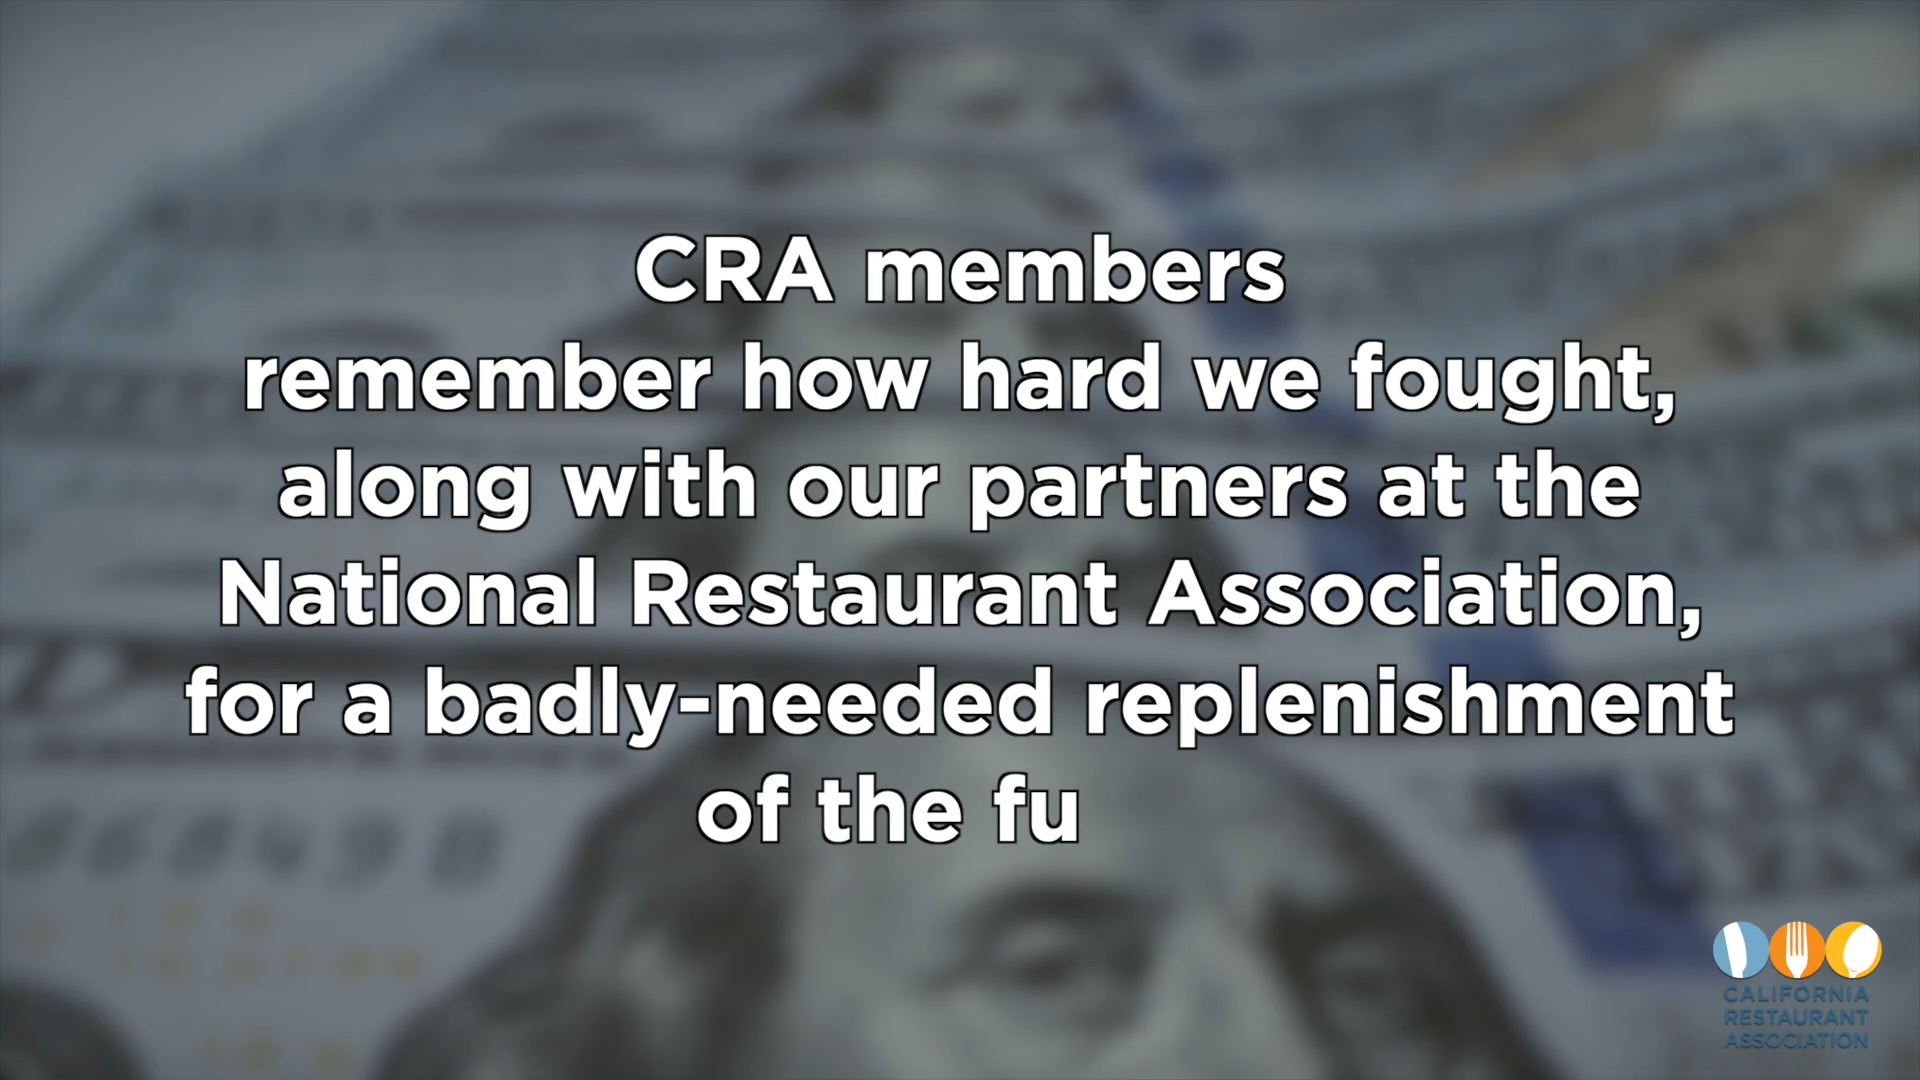 CRA members
remember how hard we fought,
along with our partners at the
National Restaurant Association,
for a badly-needed replenishment
of the fu
CALIFORNIA
RESTAURANT
ASSOCIATION